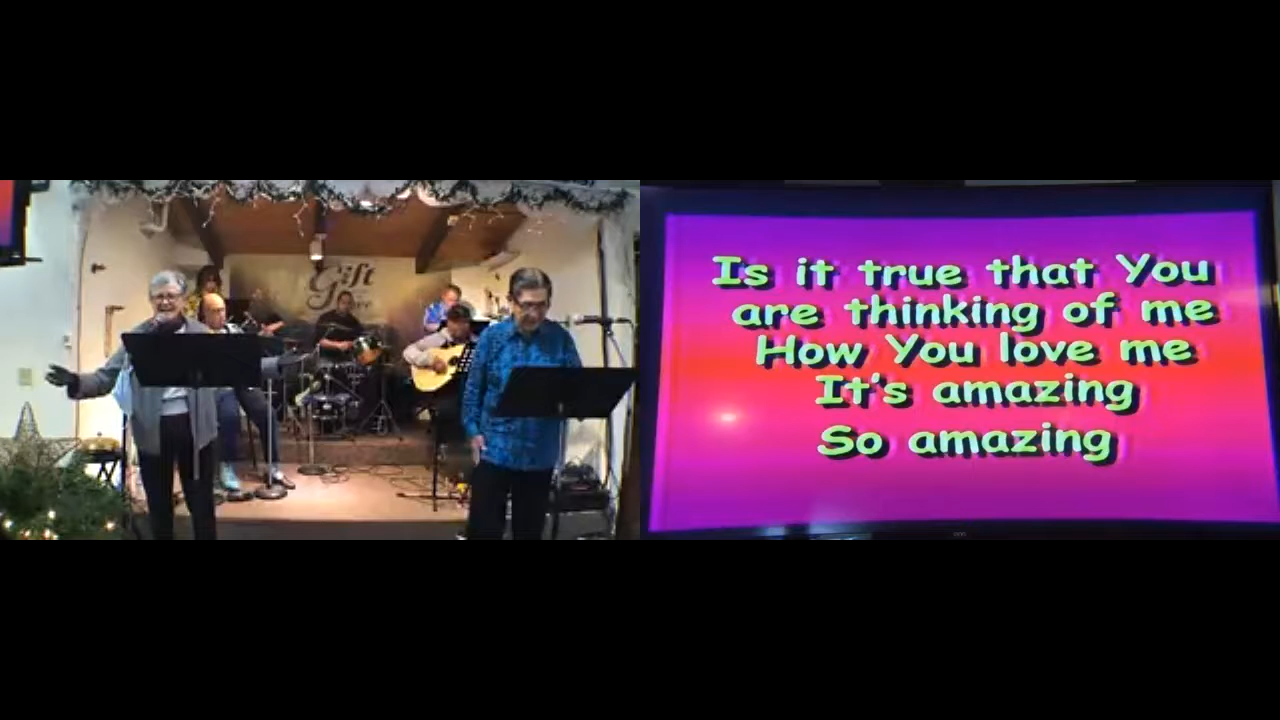 Gift
Is it true that You
are thinking of me
How You love me
It's amazing
So amazing